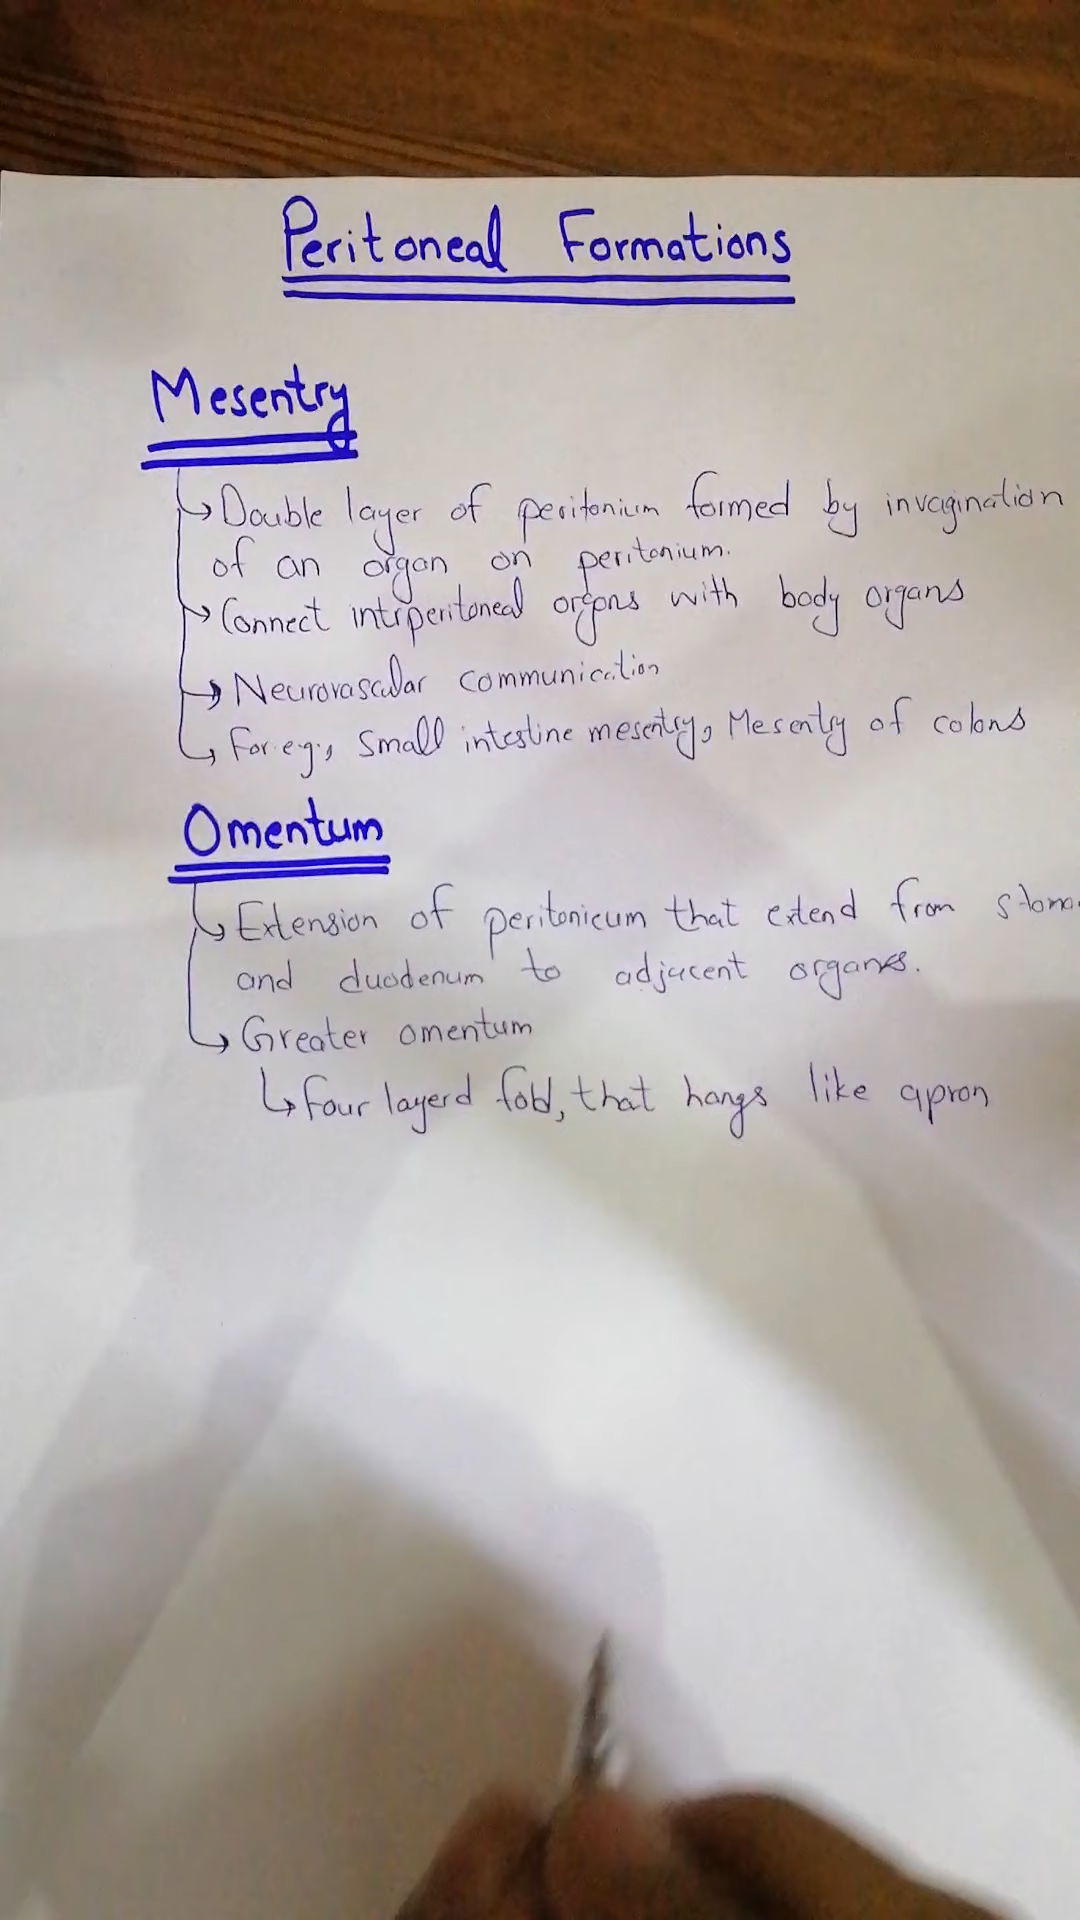 Peritoneal Formations
Mesentry
Double layer of peritonium formed by invagination
of an organ on peritonium.
Connect intrperitoneal organs with body organs
Neurovascular communication
For e.g., Small intestine mesentry, Mesentry of colons
Omentum
Extension of peritonicum that extend from stoma
and duodenum to adjacent organs.
Greater omentum
Four layerd fold, that hangs like apron